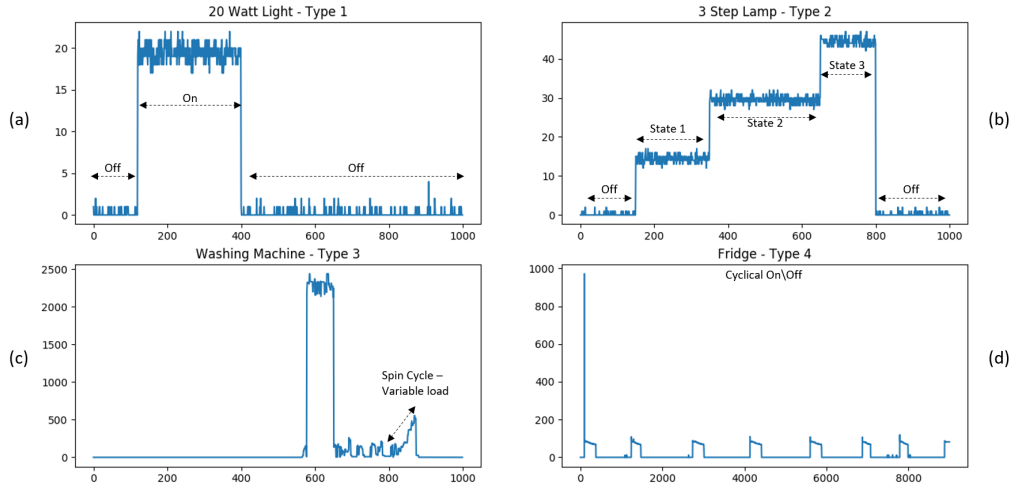 20 Watt Light - Type 1
20
15
10
5
0
On
Off
Off
0
200
400
600
800
1000
(a)
3 Step Lamp - Type 2
40
30
20
10
0
State 3
State 1
State 2
Off
Off
0
200
400
600
800
1000
(b)
Washing Machine - Type 3
2500
2000
1500
1000
500
0
Spin Cycle –
Variable load
0
200
400
600
800
1000
(c)
Fridge - Type 4
Cyclical On\Off
1000
800
600
400
200
0
0
2000
4000
6000
8000
(d)